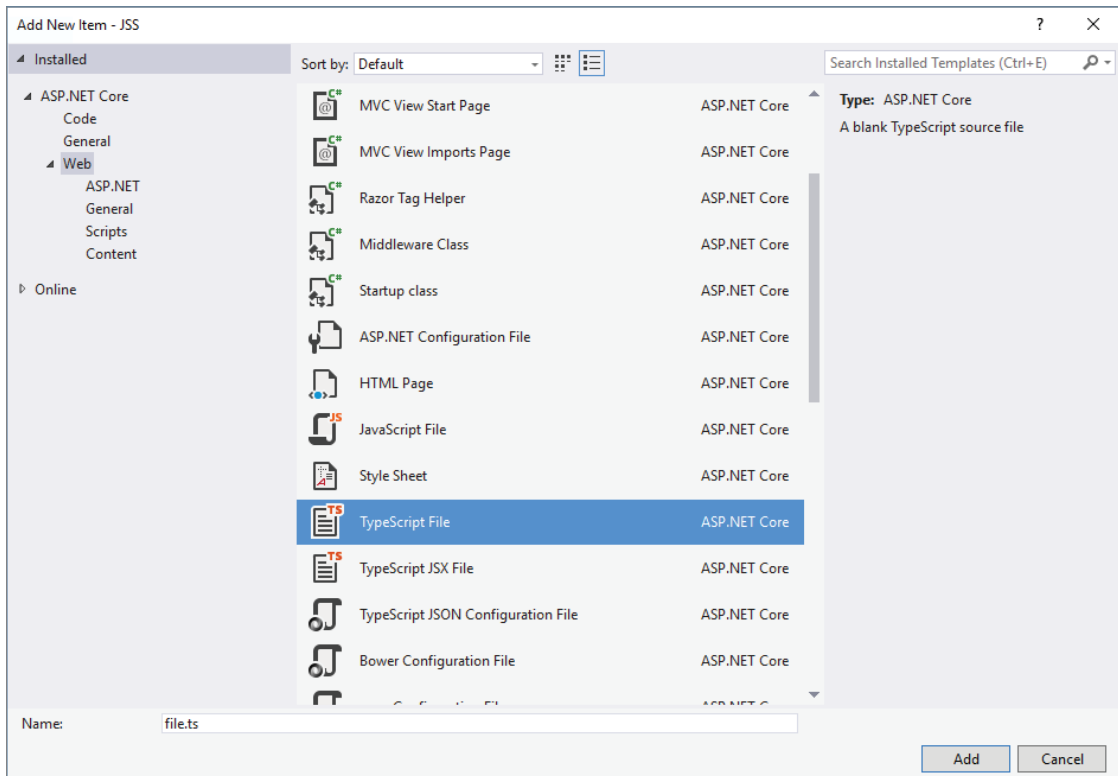 Add New Item - JSS
? 
Installed
Sort by: Default
Search Installed Templates (Ctrl+E)
ASP.NET Core
Code
General
Web
ASP.NET
General
Scripts
Content
Online
C# MVC View Start Page ASP.NET Core
C# MVC View Imports Page ASP.NET Core
C# Razor Tag Helper ASP.NET Core
C# Middleware Class ASP.NET Core
C# Startup class ASP.NET Core
ASP.NET Configuration File ASP.NET Core
HTML Page ASP.NET Core
JS JavaScript File ASP.NET Core
Style Sheet ASP.NET Core
TS TypeScript File ASP.NET Core
TS TypeScript JSX File ASP.NET Core
TypeScript JSON Configuration File ASP.NET Core
Bower Configuration File ASP.NET Core
Type: ASP.NET Core
A blank TypeScript source file
Name: file.ts
Add Cancel